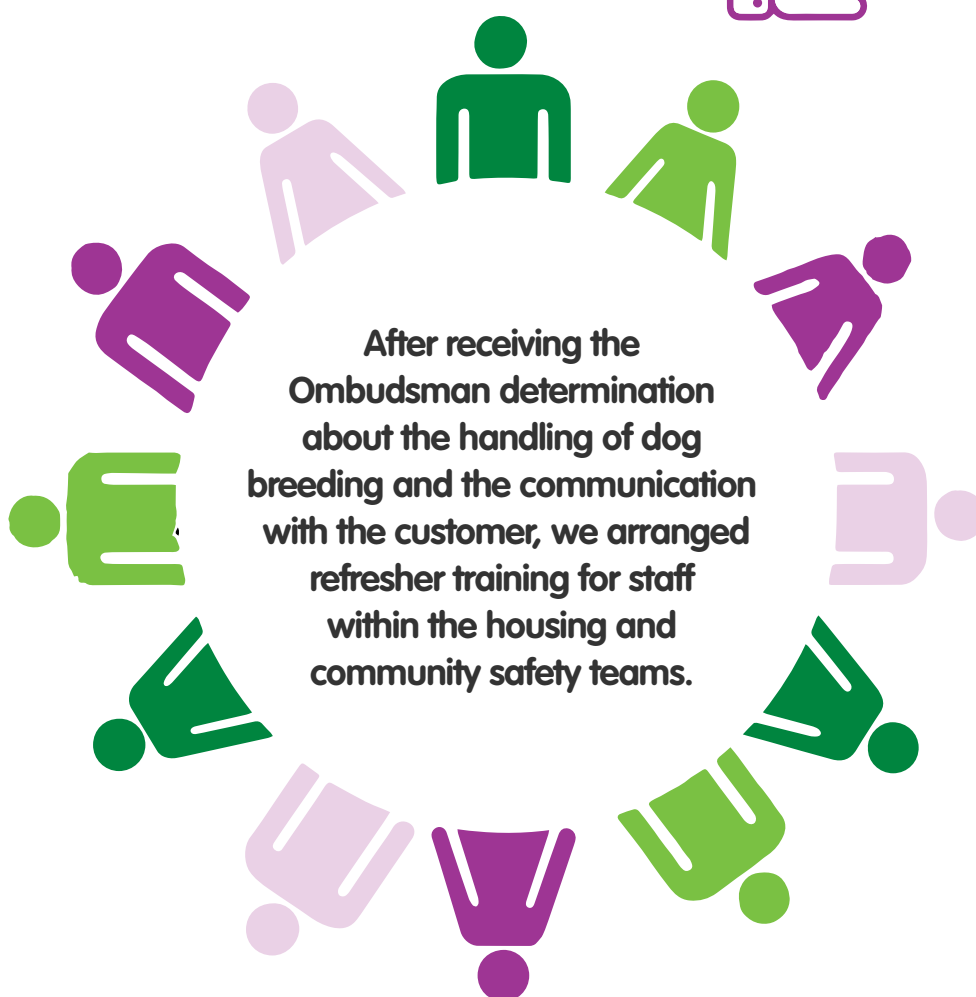 After receiving the
Ombudsman determination
about the handling of dog
breeding and the communication
with the customer, we arranged
refresher training for staff
within the housing and
community safety teams.